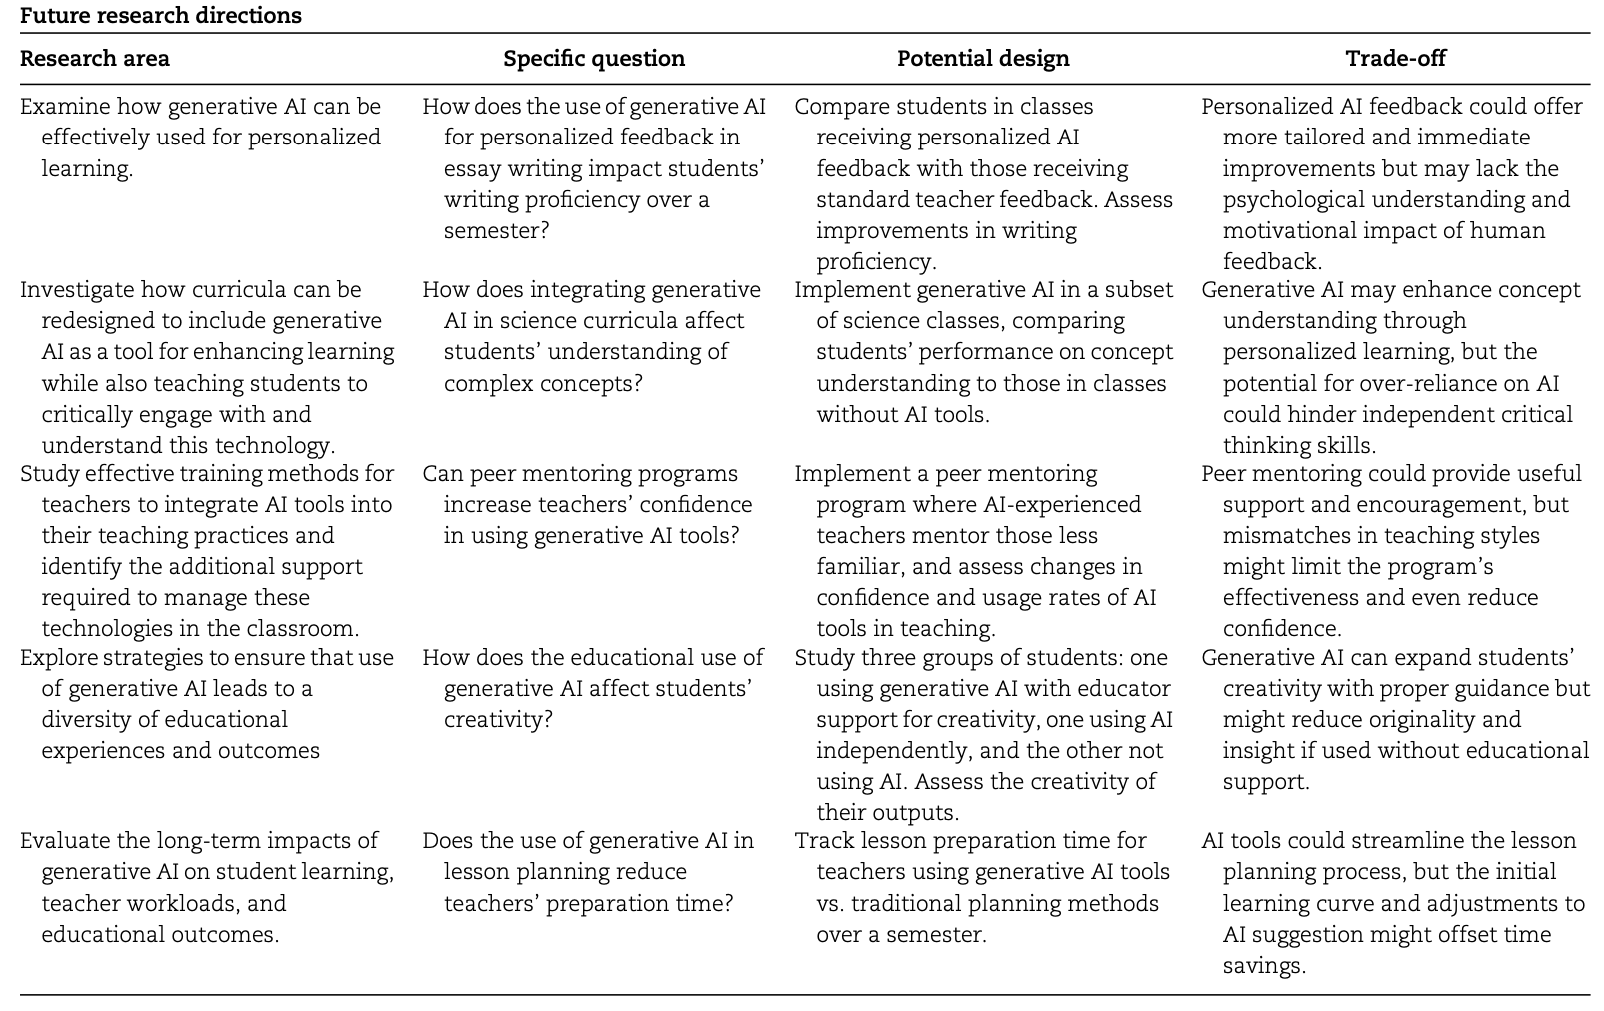 Future research directions
Research area Specific question Potential design Trade-off
Examine how generative AI can be
effectively used for personalized
learning.
How does the use of generative AI
for personalized feedback in
essay writing impact students’
writing proficiency over a
semester?
Compare students in classes
receiving personalized AI
feedback with those receiving
standard teacher feedback. Assess
improvements in writing
proficiency.
Personalized AI feedback could offer
more tailored and immediate
improvements but may lack the
psychological understanding and
motivational impact of human
feedback.
Investigate how curricula can be
redesigned to include generative
AI as a tool for enhancing learning
while also teaching students to
critically engage with and
understand this technology.
How does integrating generative
AI in science curricula affect
students’ understanding of
complex concepts?
Implement generative AI in a subset
of science classes, comparing
students’ performance on concept
understanding to those in classes
without AI tools.
Generative AI may enhance concept
understanding through
personalized learning, but the
potential for over-reliance on AI
could hinder independent critical
thinking skills.
Study effective training methods for
teachers to integrate AI tools into
their teaching practices and
identify the additional support
required to manage these
technologies in the classroom.
Can peer mentoring programs
increase teachers’ confidence
in using generative AI tools?
Implement a peer mentoring
program where AI-experienced
teachers mentor those less
familiar, and assess changes in
confidence and usage rates of AI
tools in teaching.
Peer mentoring could provide useful
support and encouragement, but
mismatches in teaching styles
might limit the program’s
effectiveness and even reduce
confidence.
Explore strategies to ensure that use
of generative AI leads to a
diversity of educational
experiences and outcomes
How does the educational use of
generative AI affect students’
creativity?
Study three groups of students: one
using generative AI with educator
support for creativity, one using AI
independently, and the other not
using AI. Assess the creativity of
their outputs.
Generative AI can expand students’
creativity with proper guidance but
might reduce originality and
insight if used without educational
support.
Evaluate the long-term impacts of
generative AI on student learning,
teacher workloads, and
educational outcomes.
Does the use of generative AI in
lesson planning reduce
teachers’ preparation time?
Track lesson preparation time for
teachers using generative AI tools
vs. traditional planning methods
over a semester.
AI tools could streamline the lesson
planning process, but the initial
learning curve and adjustments to
AI suggestion might offset time
savings.